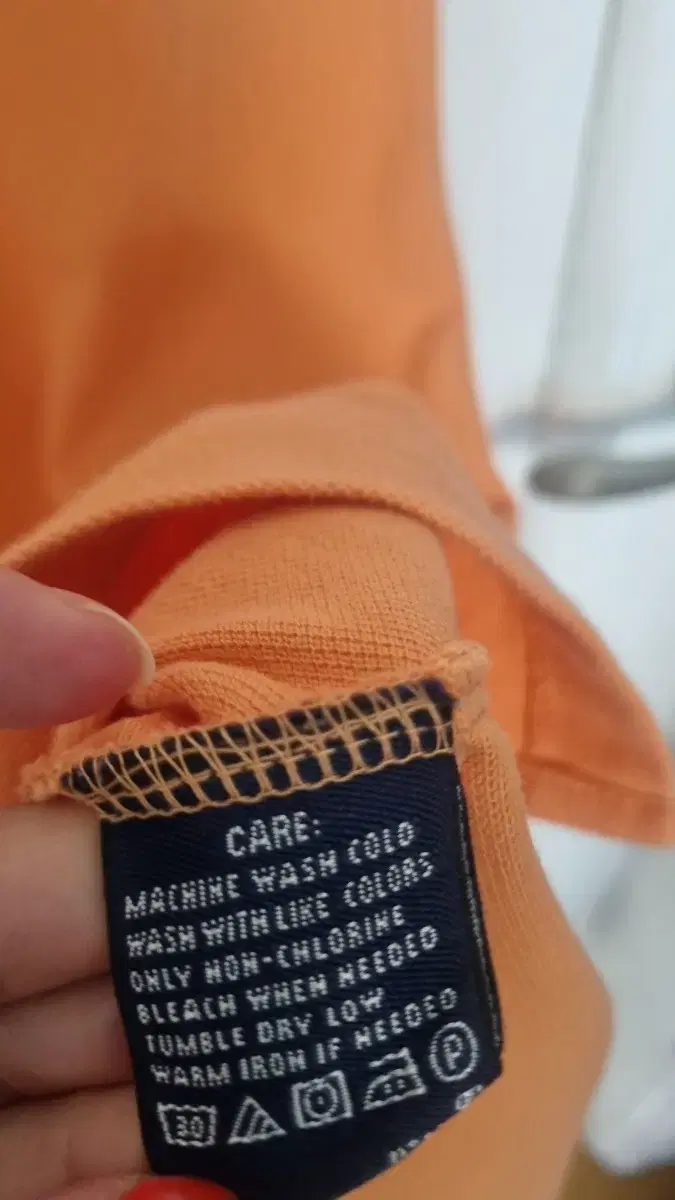 CARE:
MACHINE WASH COLD
WASH WITH LIKE COLORS
ONLY NON-CHLORINE
BLEACH WHEN NEEDED
TUMBLE DRY LOW
WARM IRON IF NEEDED
30 P